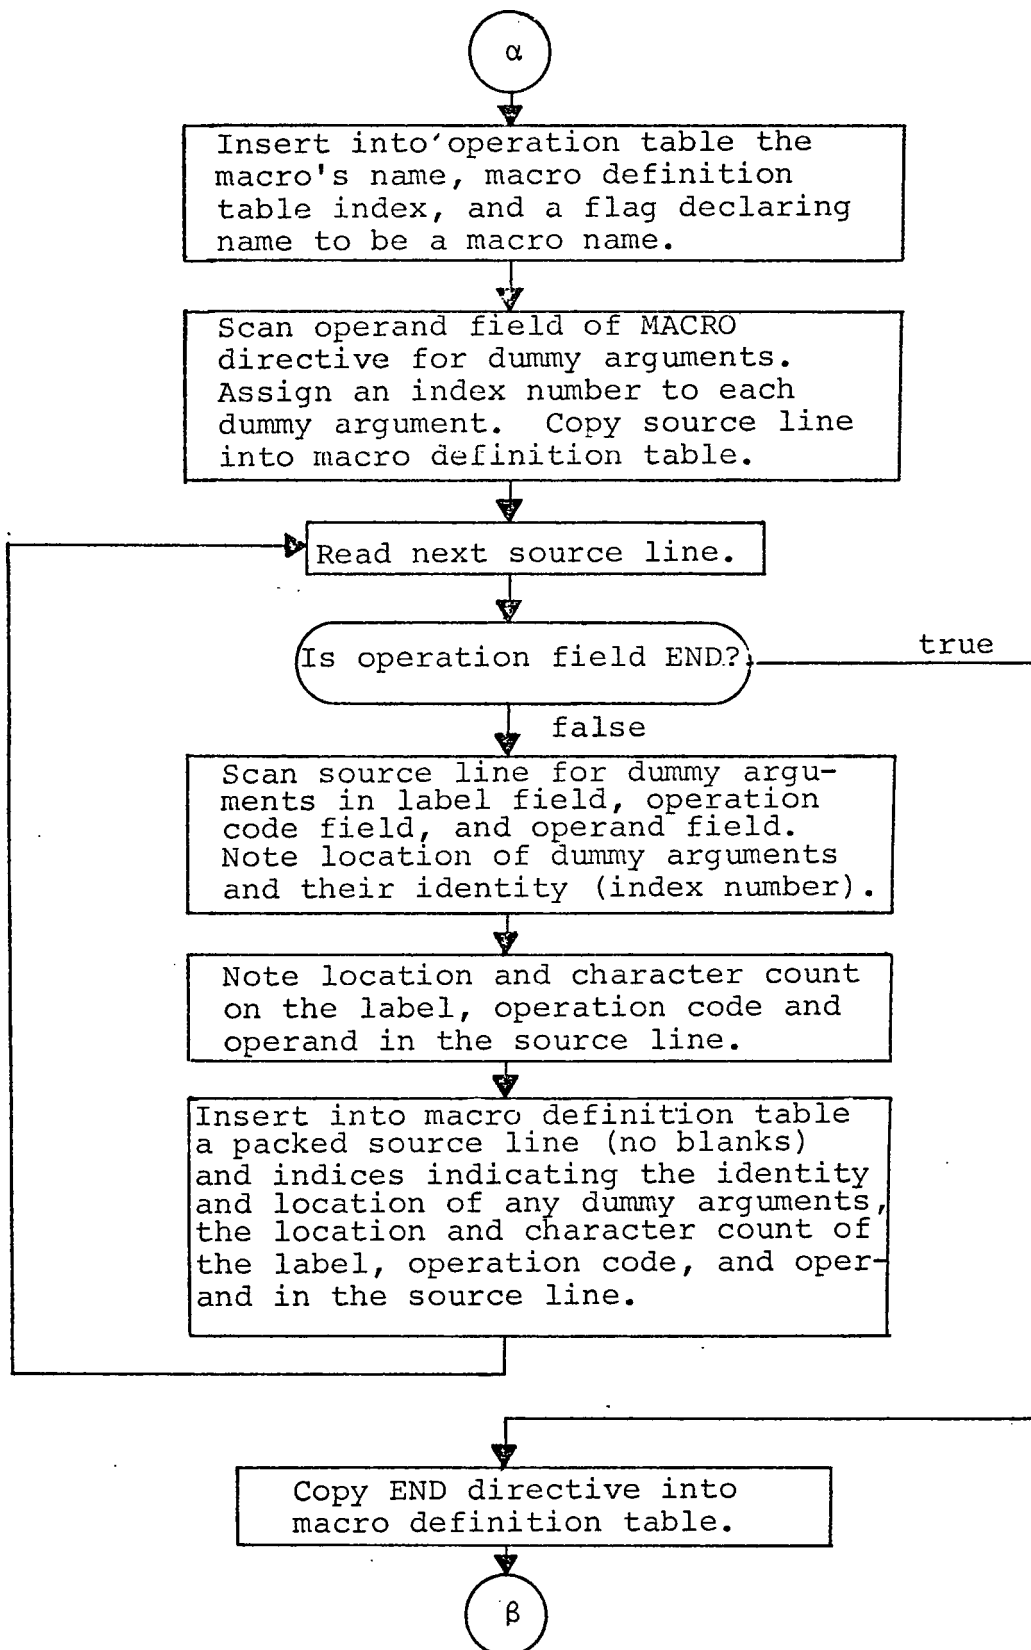 α
Insert into operation table the
macro's name, macro definition
table index, and a flag declaring
name to be a macro name.
Scan operand field of MACRO
directive for dummy arguments.
Assign an index number to each
dummy argument. Copy source line
into macro definition table.
Read next source line.
Is operation field END?
true
false
Scan source line for dummy argu-
ments in label field, operation
code field, and operand field.
Note location of dummy arguments
and their identity (index number).
Note location and character count
on the label, operation code and
operand in the source line.
Insert into macro definition table
a packed source line (no blanks)
and indices indicating the identity
and location of any dummy arguments,
the location and character count of
the label, operation code, and oper-
and in the source line.
Copy END directive into
macro definition table.
β